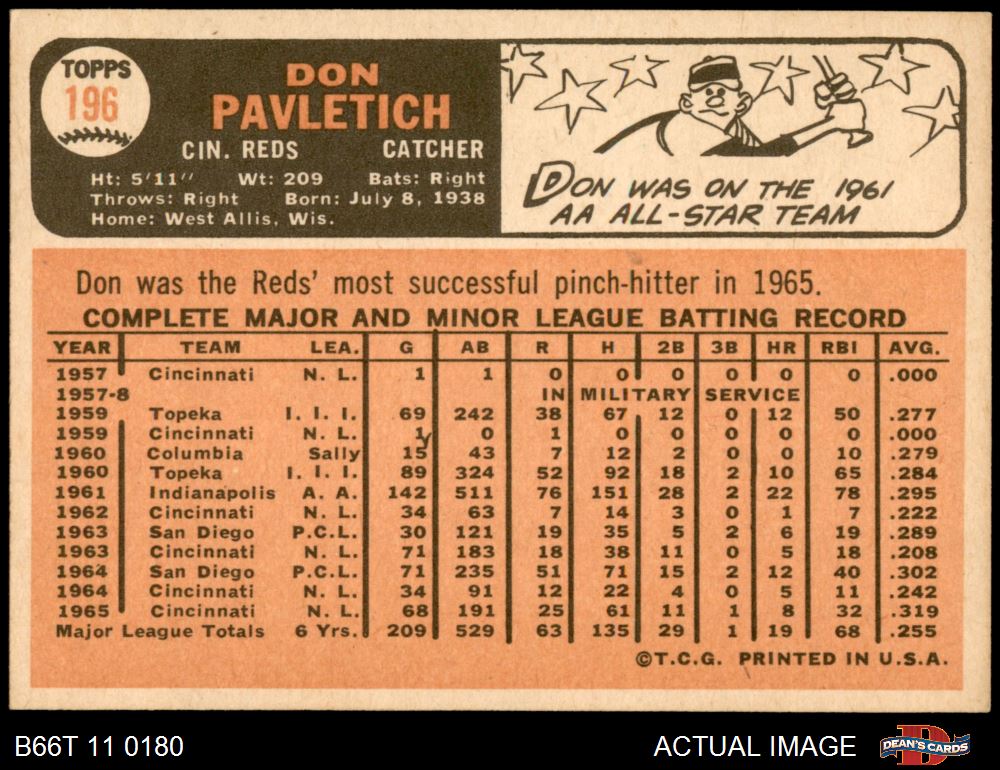 TOPPS
196
DON
PAVLETICH
CIN. REDS CATCHER
Ht: 5'11" Wt: 209 Bats: Right
Throws: Right Born: July 8, 1938
Home: West Allis, Wis.
DON WAS ON THE 1961
AA ALL-STAR TEAM
Don was the Reds' most successful pinch-hitter in 1965.
COMPLETE MAJOR AND MINOR LEAGUE BATTING RECORD
YEAR TEAM LEA. G AB R H 2B 3B HR RBI AVG.
1957 Cincinnati N. L. 1 1 0 0 0 0 0 0 .000
1957-8 IN MILITARY SERVICE
1959 Topeka I. I. I. 69 242 38 67 12 0 12 50 .277
1959 Cincinnati N. L. 1 0 1 0 0 0 0 0 .000
1960 Columbia Sally 15 43 7 12 2 0 0 10 .279
1960 Topeka I. I. I. 89 324 52 92 18 2 10 65 .284
1961 Indianapolis A. A. 142 511 76 151 28 2 22 78 .295
1962 Cincinnati N. L. 34 63 7 14 3 0 1 7 .222
1963 San Diego P.C.L. 30 121 19 35 5 2 6 19 .289
1963 Cincinnati N. L. 71 183 18 38 11 0 5 18 .208
1964 San Diego P.C.L. 71 235 51 71 15 2 12 40 .302
1964 Cincinnati N. L. 34 91 12 22 4 0 5 11 .242
1965 Cincinnati N. L. 68 191 25 61 11 1 8 32 .319
Major League Totals 6 Yrs. 209 529 63 135 29 1 19 68 .255
©T.C.G. PRINTED IN U.S.A.
B66T 11 0180 ACTUAL IMAGE D DEAN'S CARDS